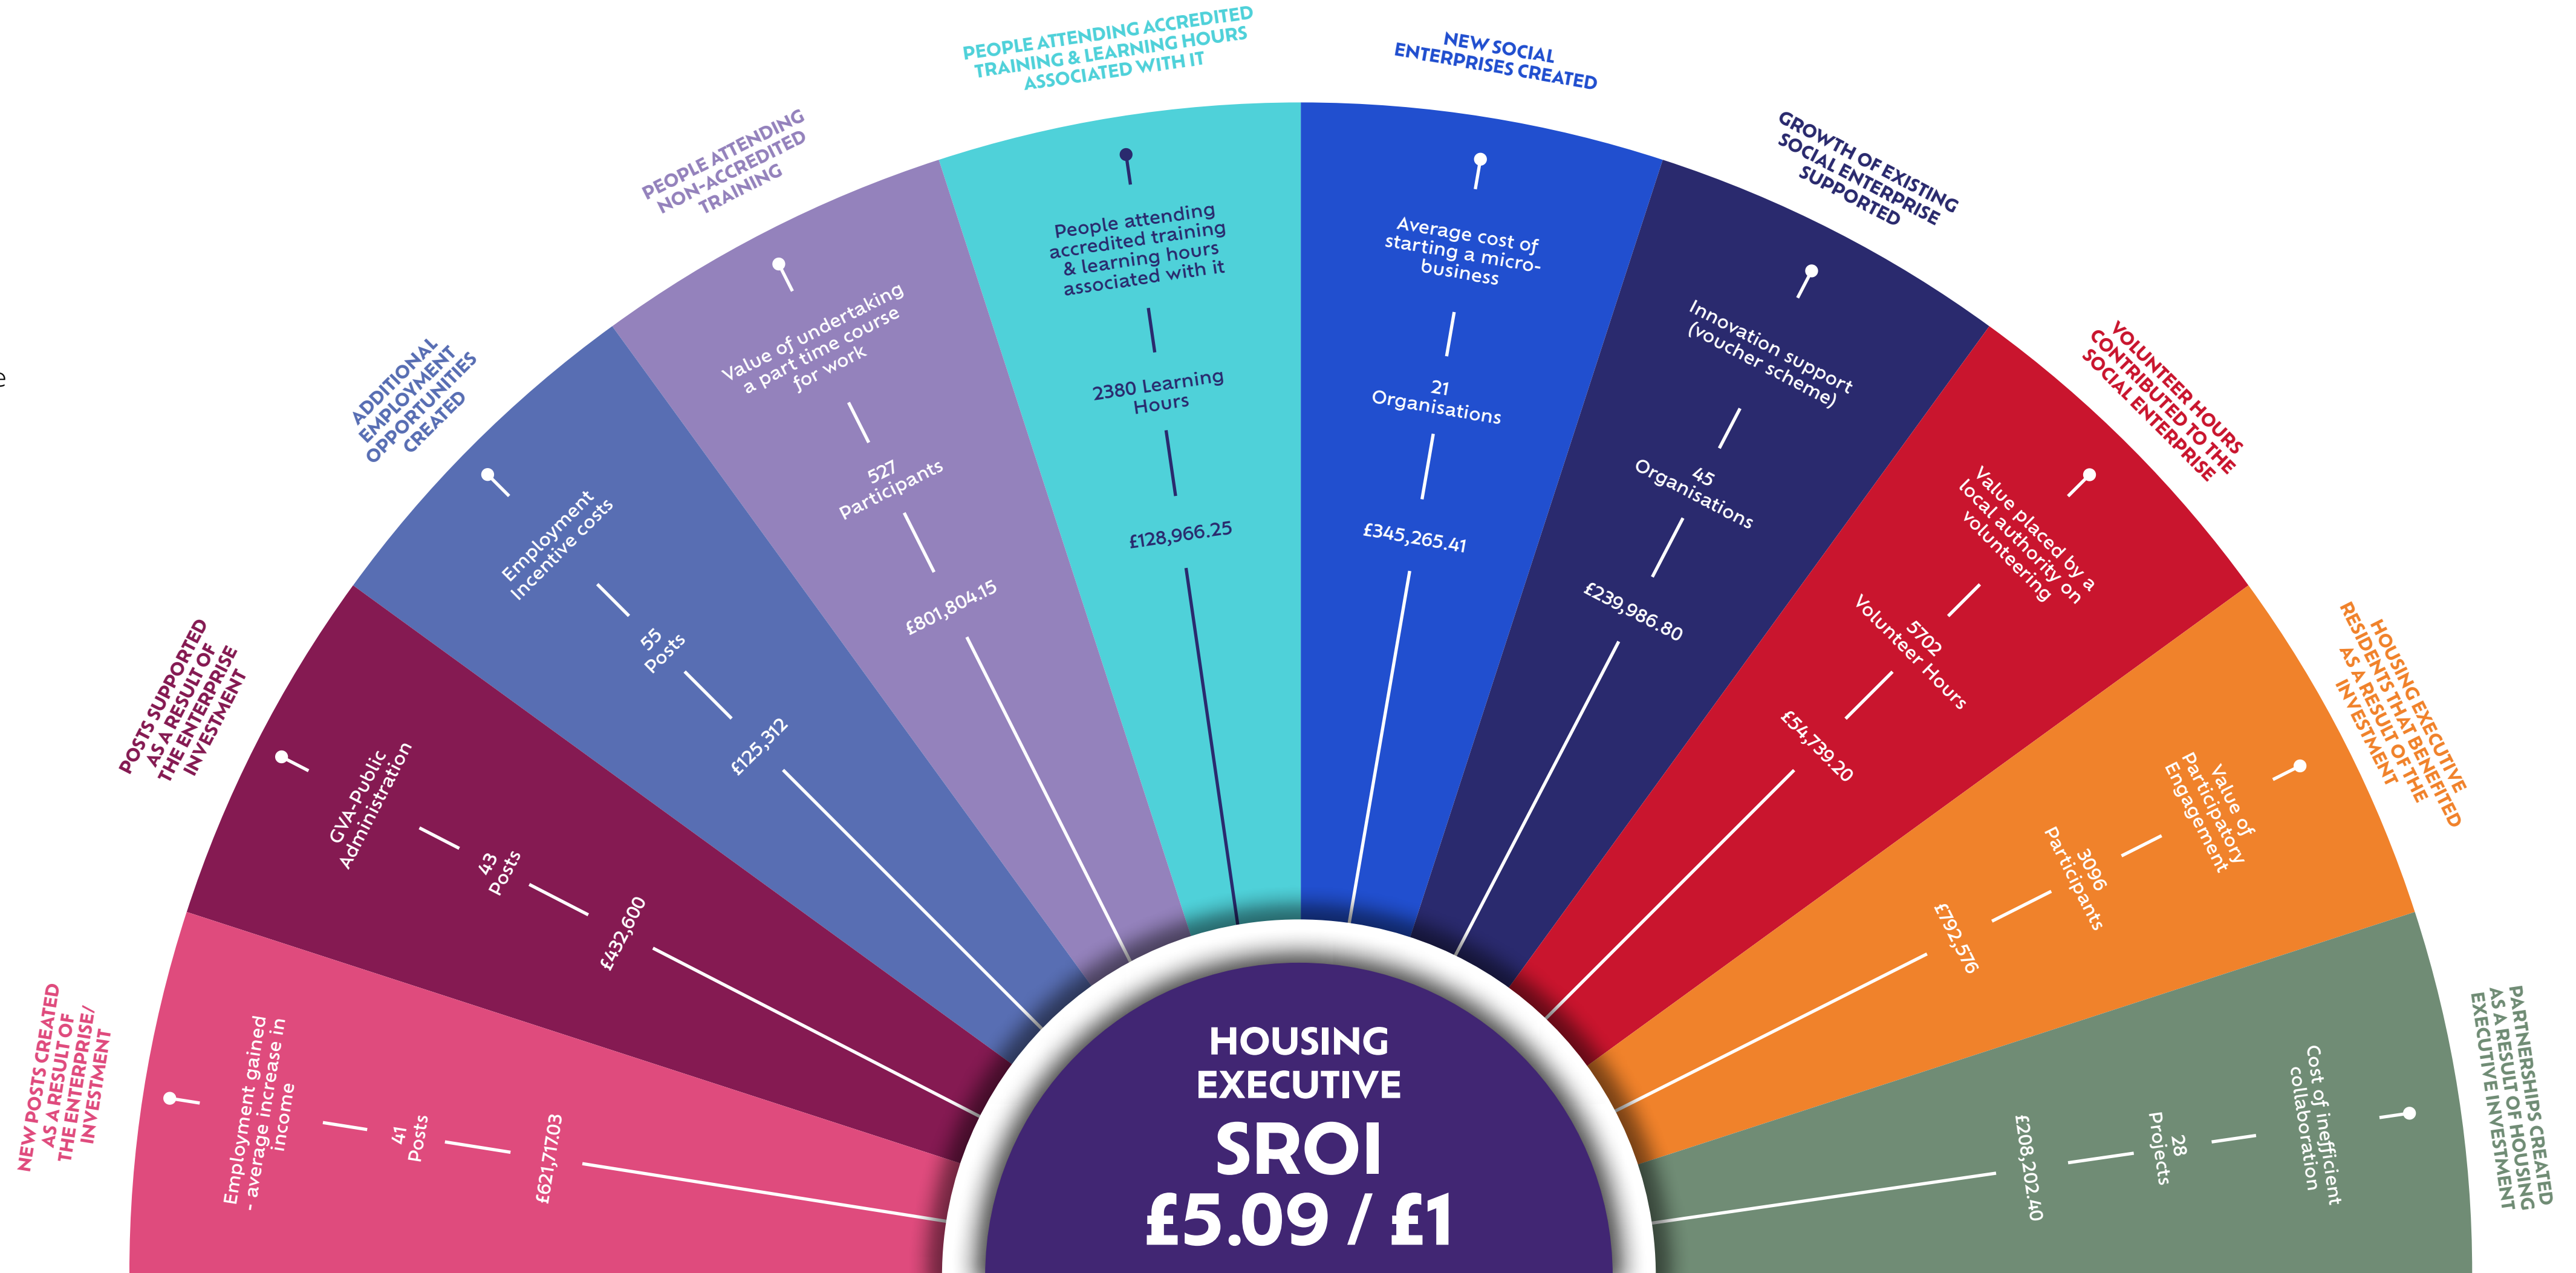 NEW POSTS CREATED
AS A RESULT OF
THE ENTERPRISE/
INVESTMENT
Employment gained
- average increase in
income
41
Posts
£621,717.03
POSTS SUPPORTED
AS A RESULT OF
THE ENTERPRISE
INVESTMENT
GVA-Public
Administration
43
Posts
£432,600
ADDITIONAL
EMPLOYMENT
OPPORTUNITIES
CREATED
Employment
Incentive costs
55
Posts
£125,312
PEOPLE ATTENDING
NON-ACCREDITED
TRAINING
Value of undertaking
a part time course
for work
527
Participants
£801,804.15
PEOPLE ATTENDING ACCREDITED
TRAINING & LEARNING HOURS
ASSOCIATED WITH IT
People attending
accredited training
& learning hours
associated with it
2380 Learning
Hours
£128,966.25
NEW SOCIAL
ENTERPRISES CREATED
Average cost of
starting a micro-
business
21
Organisations
£345,265.41
GROWTH OF EXISTING
SOCIAL ENTERPRISE
SUPPORTED
Innovation support
(voucher scheme)
45
Organisations
£239,986.80
VOLUNTEER HOURS
CONTRIBUTED TO THE
SOCIAL ENTERPRISE
Value placed by a
local authority on
volunteering
5702
Volunteer Hours
£54,739.20
HOUSING EXECUTIVE
RESIDENTS THAT BENEFITED
AS A RESULT OF THE
INVESTMENT
Value of
Participatory
Engagement
3096
Participants
£792,576
PARTNERSHIPS CREATED
AS A RESULT OF HOUSING
EXECUTIVE INVESTMENT
Cost of inefficient
collaboration
28
Projects
£208,202.40
HOUSING
EXECUTIVE
SROI
£5.09 / £1